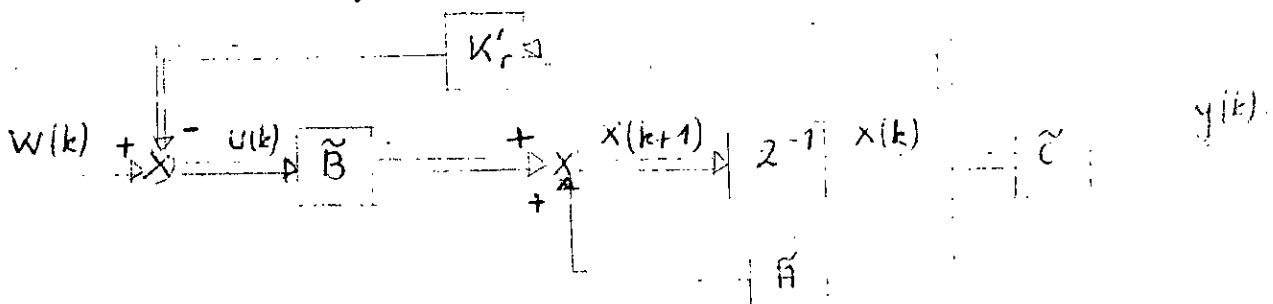 K'r
W(k) + - u(k) B̃ + X(k+1) z⁻¹ X(k) C̃ y(k)
+
Ã